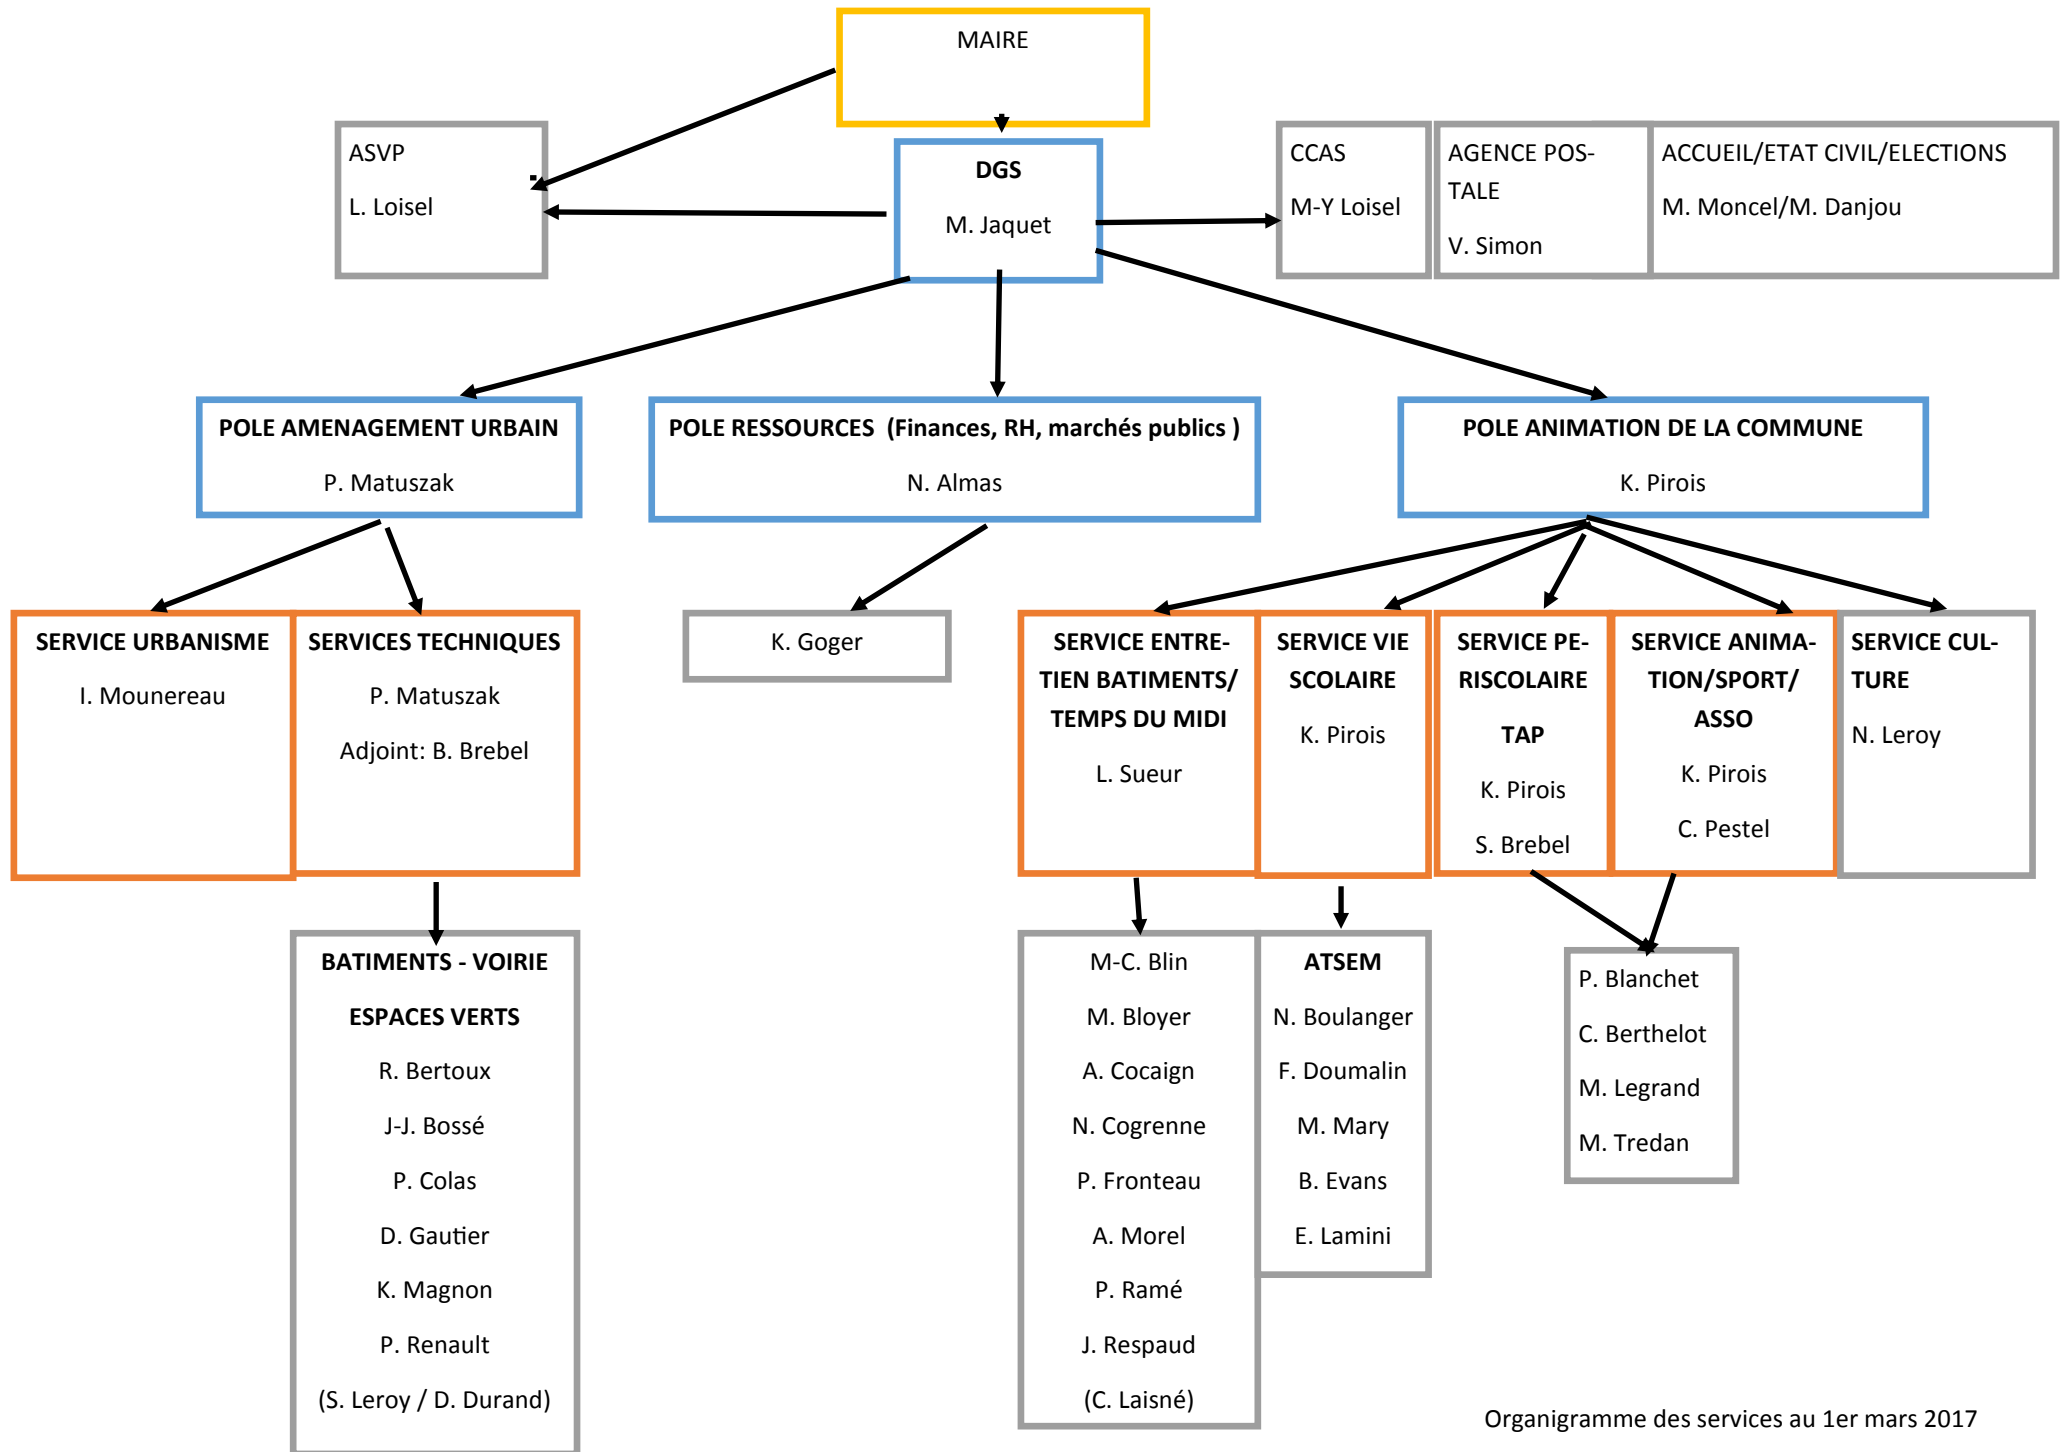 MAIRE
ASVP
L. Loisel
DGS
M. Jaquet
CCAS
M-Y Loisel
AGENCE POS-
TALE
V. Simon
ACCUEIL/ETAT CIVIL/ELECTIONS
M. Moncel/M. Danjou
POLE AMENAGEMENT URBAIN
P. Matuszak
POLE RESSOURCES (Finances, RH, marchés publics )
N. Almas
POLE ANIMATION DE LA COMMUNE
K. Pirois
SERVICE URBANISME
I. Mounereau
SERVICES TECHNIQUES
P. Matuszak
Adjoint: B. Brebel
K. Goger
SERVICE ENTRE-
TIEN BATIMENTS/
TEMPS DU MIDI
L. Sueur
SERVICE VIE
SCOLAIRE
K. Pirois
SERVICE PE-
RISCOLAIRE
TAP
K. Pirois
S. Brebel
SERVICE ANIMA-
TION/SPORT/
ASSO
K. Pirois
C. Pestel
SERVICE CUL-
TURE
N. Leroy
BATIMENTS - VOIRIE
ESPACES VERTS
R. Bertoux
J-J. Bossé
P. Colas
D. Gautier
K. Magnon
P. Renault
(S. Leroy / D. Durand)
M-C. Blin
M. Bloyer
A. Cocaign
N. Cogrenne
P. Fronteau
A. Morel
P. Ramé
J. Respaud
(C. Laisné)
ATSEM
N. Boulanger
F. Doumalin
M. Mary
B. Evans
E. Lamini
P. Blanchet
C. Berthelot
M. Legrand
M. Tredan
Organigramme des services au 1er mars 2017